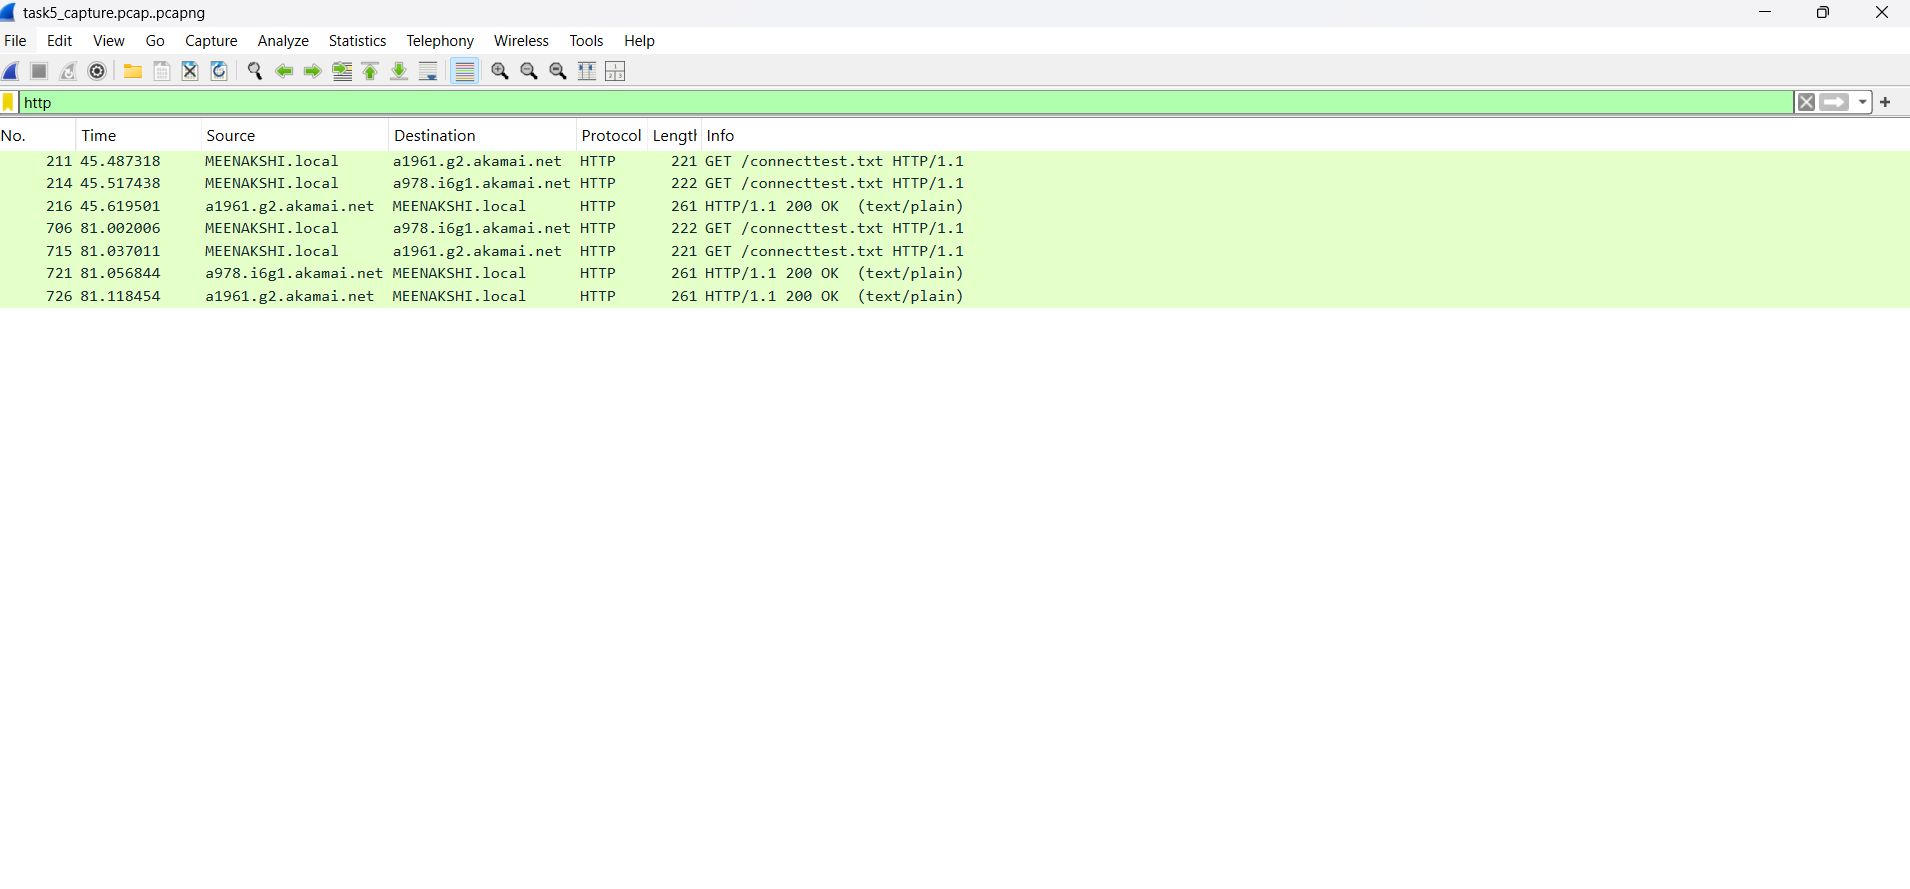 task5_capture.pcap..pcapng
File Edit View Go Capture Analyze Statistics Telephony Wireless Tools Help
http
No. Time Source Destination Protocol Length Info
211 45.487318 MEENAKSHI.local a1961.g2.akamai.net HTTP 221 GET /connecttest.txt HTTP/1.1
214 45.517438 MEENAKSHI.local a978.i6g1.akamai.net HTTP 222 GET /connecttest.txt HTTP/1.1
216 45.619501 a1961.g2.akamai.net MEENAKSHI.local HTTP 261 HTTP/1.1 200 OK (text/plain)
706 81.002006 MEENAKSHI.local a978.i6g1.akamai.net HTTP 222 GET /connecttest.txt HTTP/1.1
715 81.037011 MEENAKSHI.local a1961.g2.akamai.net HTTP 221 GET /connecttest.txt HTTP/1.1
721 81.056844 a978.i6g1.akamai.net MEENAKSHI.local HTTP 261 HTTP/1.1 200 OK (text/plain)
726 81.118454 a1961.g2.akamai.net MEENAKSHI.local HTTP 261 HTTP/1.1 200 OK (text/plain)